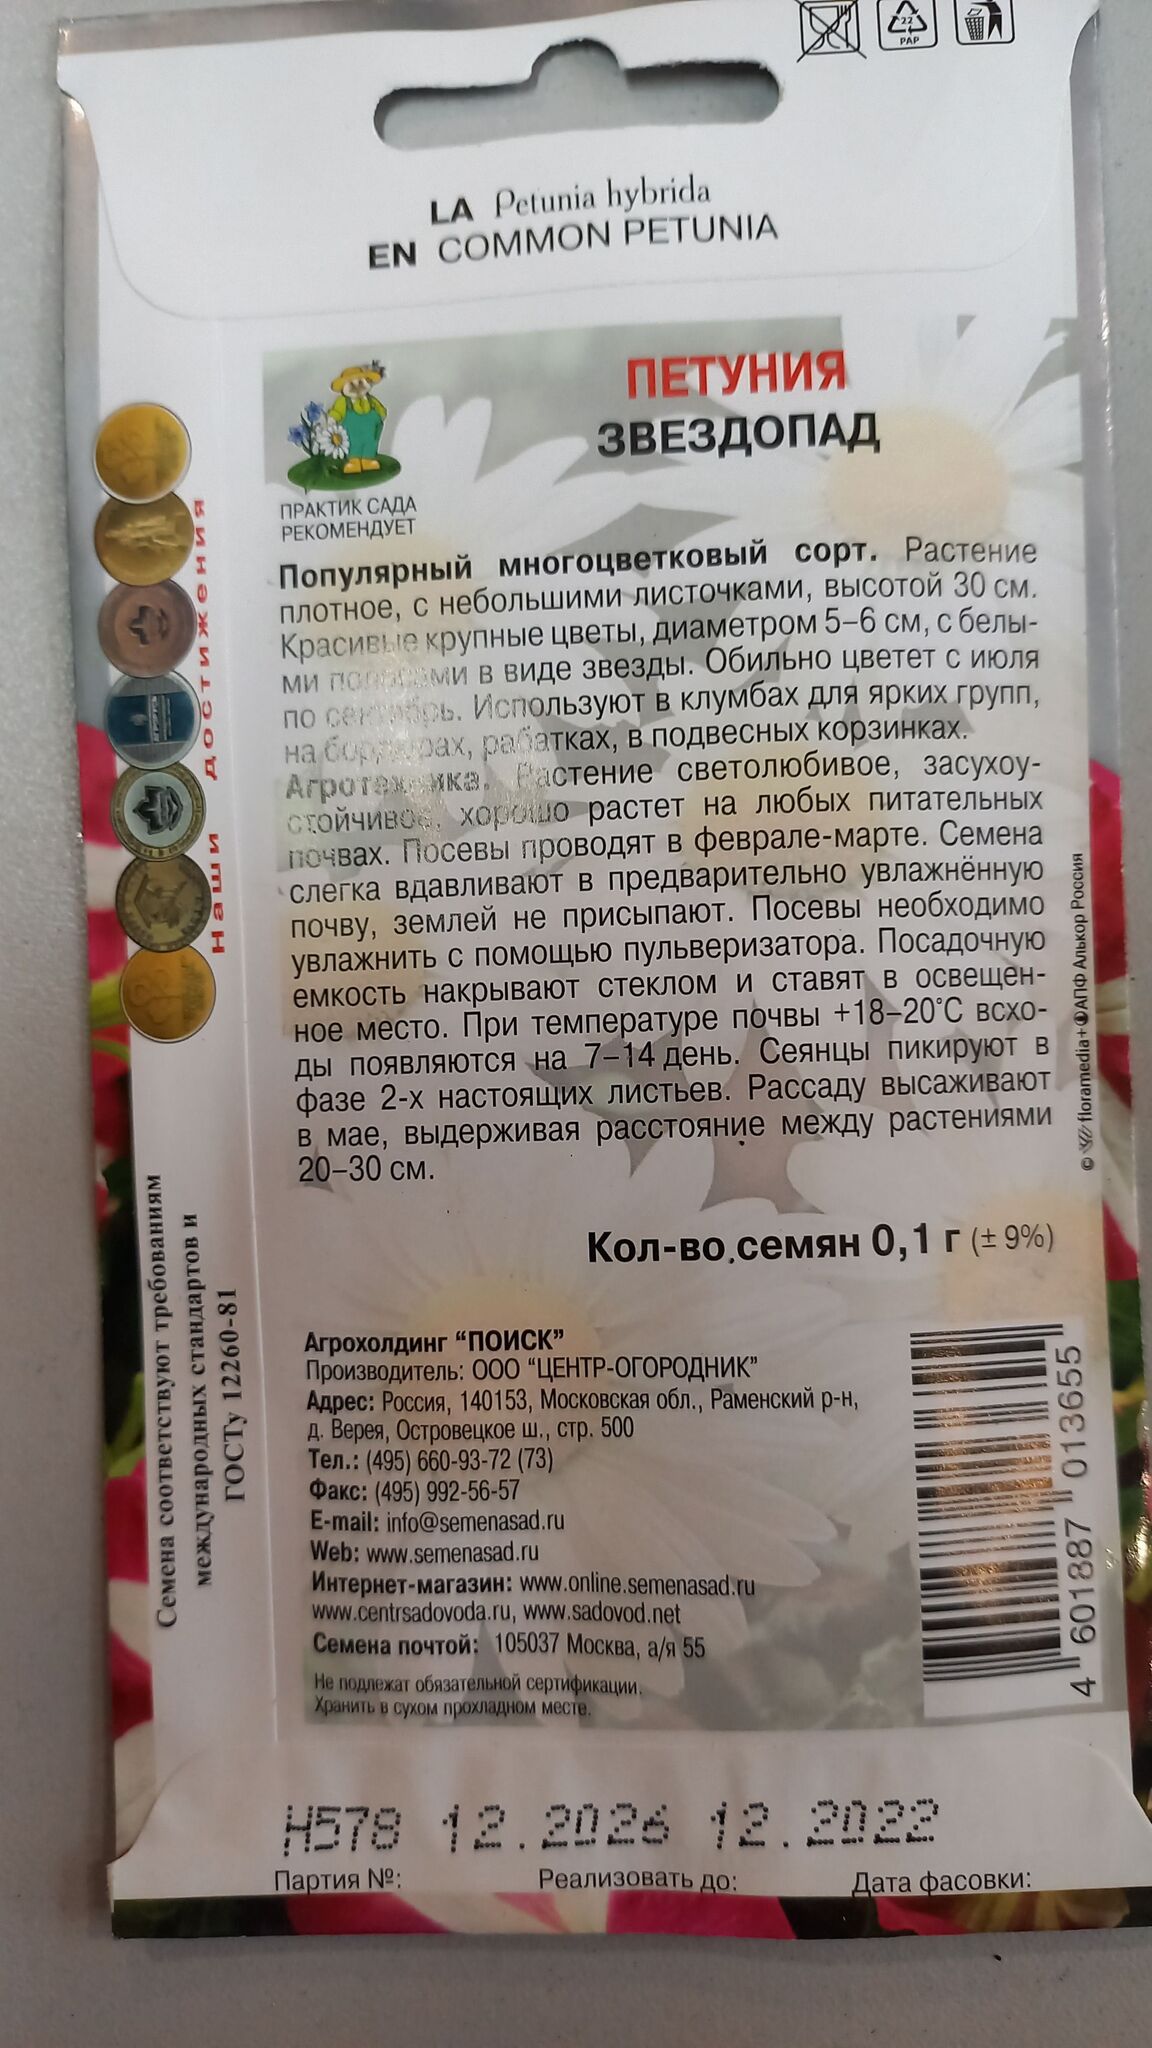 22
PAP
LA Petunia hybrida
EN COMMON PETUNIA
ПЕТУНИЯ
ЗВЕЗДОПАД
ПРАКТИК САДА
РЕКОМЕНДУЕТ
Популярный многоцветковый сорт. Растение
плотное, с небольшими листочками, высотой 30 см.
Красивые крупные цветы, диаметром 5–6 см, с белы-
ми полосами в виде звезды. Обильно цветет с июля
по сентябрь. Используют в клумбах для ярких групп,
на бордюрах, рабатках, в подвесных корзинках.
Агротехника. Растение светолюбивое, засухоу-
стойчивое, хорошо растет на любых питательных
почвах. Посевы проводят в феврале-марте. Семена
слегка вдавливают в предварительно увлажнённую
почву, землей не присыпают. Посевы необходимо
увлажнить с помощью пульверизатора. Посадочную
емкость накрывают стеклом и ставят в освещен-
ное место. При температуре почвы +18–20°С всхо-
ды появляются на 7–14 день. Сеянцы пикируют в
фазе 2-х настоящих листьев. Рассаду высаживают
в мае, выдерживая расстояние между растениями
20–30 см.
Кол-во семян 0,1 г (± 9%)
Наши достижения
Семена соответствуют требованиям
международных стандартов и
ГОСТу 12260-81
© floramedia + АПФ Алькор Россия
Агрохолдинг “ПОИСК”
Производитель: ООО “ЦЕНТР-ОГОРОДНИК”
Адрес: Россия, 140153, Московская обл., Раменский р-н,
д. Верея, Островецкое ш., стр. 500
Тел.: (495) 660-93-72 (73)
Факс: (495) 992-56-57
E-mail: info@semenasad.ru
Web: www.semenasad.ru
Интернет-магазин: www.online.semenasad.ru
www.centrsadovoda.ru, www.sadovod.net
Семена почтой: 105037 Москва, а/я 55
Не подлежат обязательной сертификации.
Хранить в сухом прохладном месте.
4 601887 013655
Н578 12.2026 12.2022
Партия №: Реализовать до: Дата фасовки: